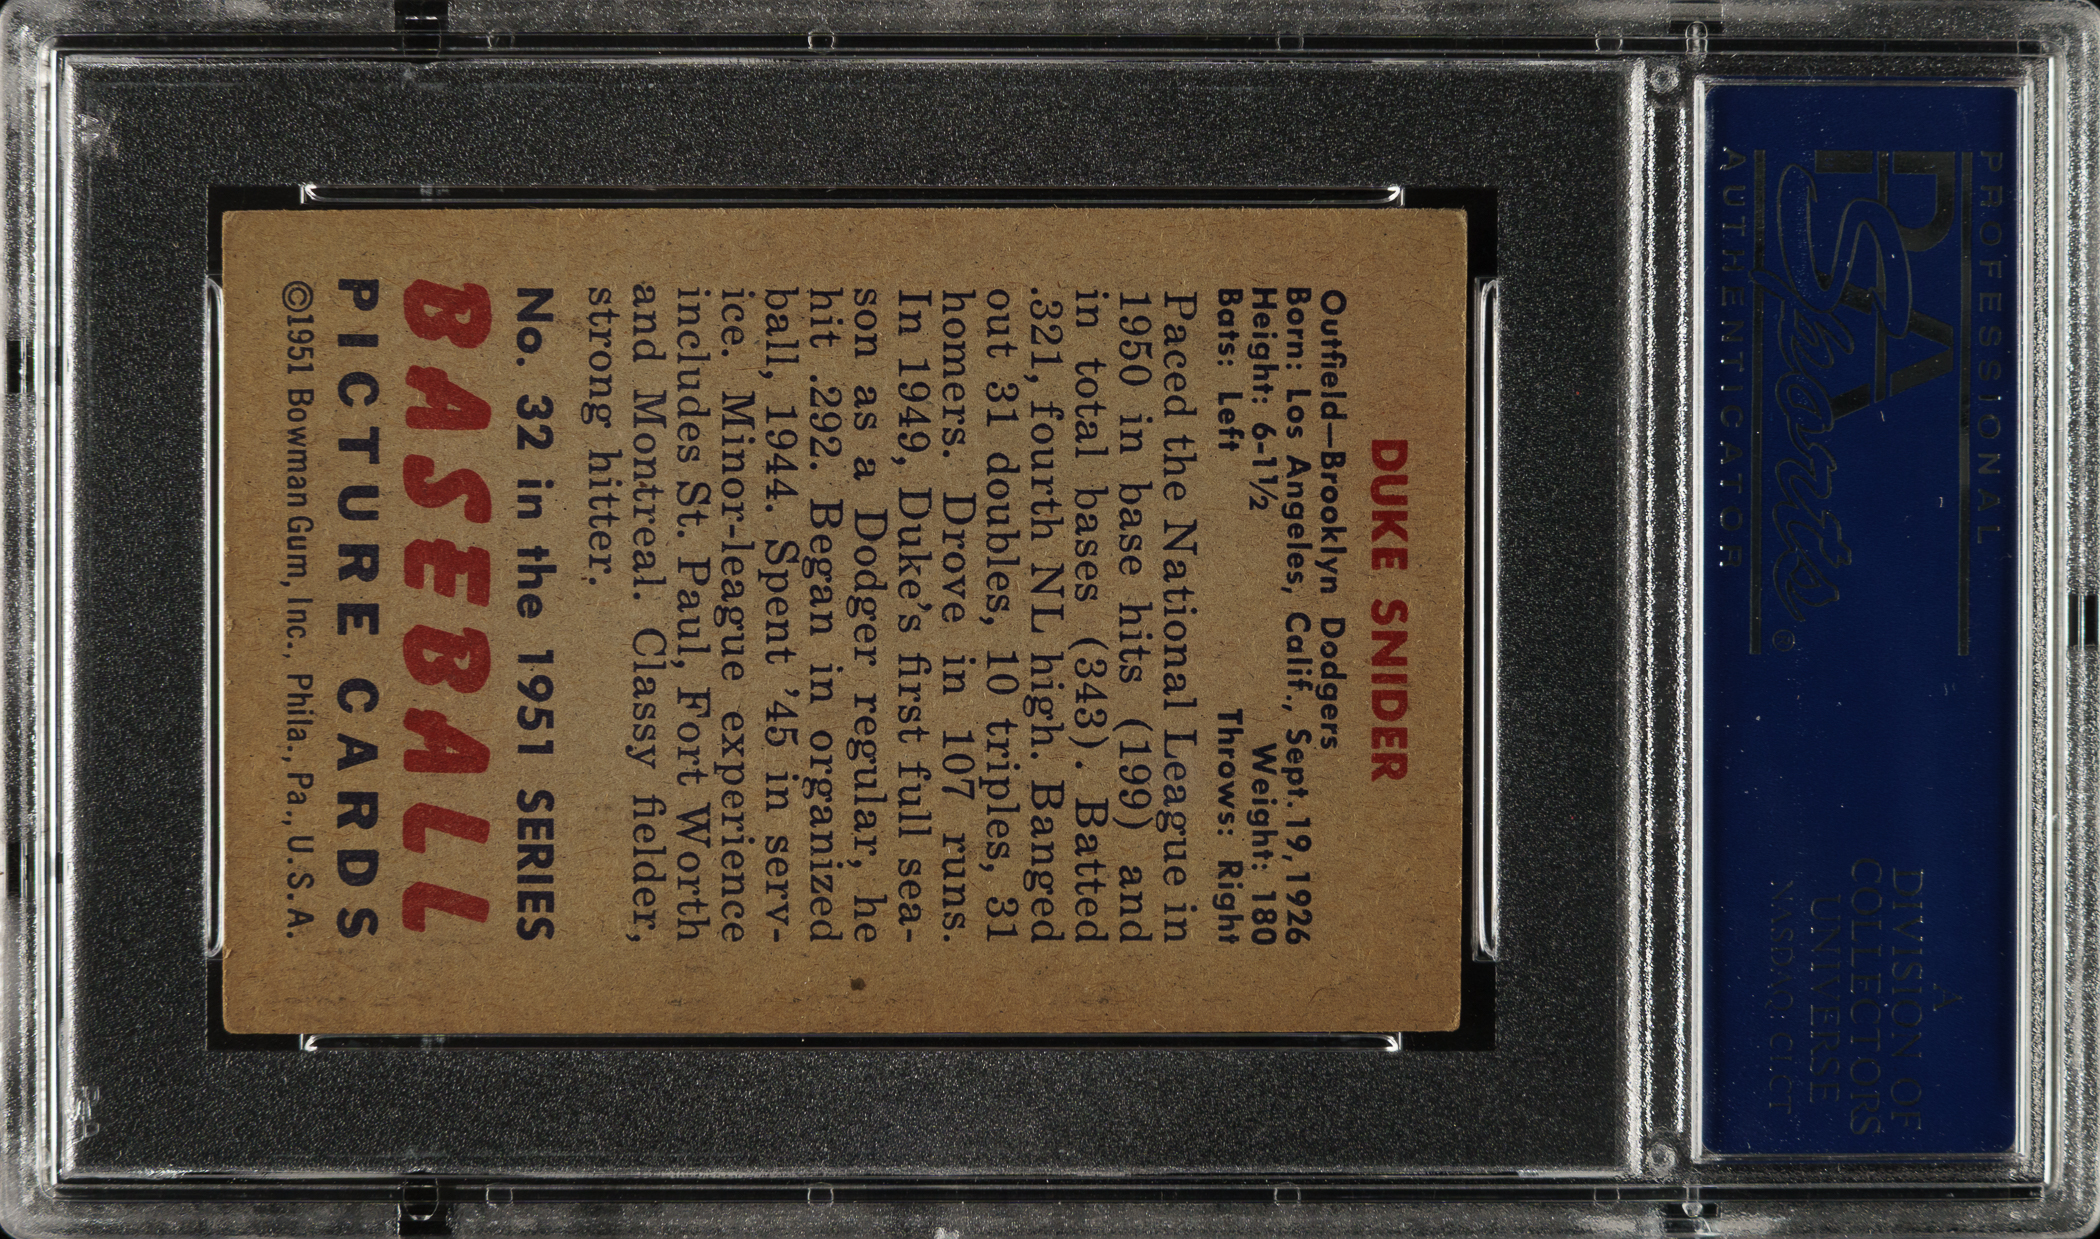 PROFESSIONAL
PSA
Sports
®
AUTHENTICATOR
A
DIVISION OF
COLLECTORS
UNIVERSE
NASDAQ: CLCT
DUKE SNIDER
Outfield—Brooklyn Dodgers
Born: Los Angeles, Calif., Sept. 19, 1926
Height: 6-1½ Weight: 180
Bats: Left Throws: Right
Paced the National League in
1950 in base hits (199) and
in total bases (343). Batted
.321, fourth NL high. Banged
out 31 doubles, 10 triples, 31
homers. Drove in 107 runs.
In 1949, Duke's first full sea-
son as a Dodger regular, he
hit .292. Began in organized
ball, 1944. Spent '45 in serv-
ice. Minor-league experience
includes St. Paul, Fort Worth
and Montreal. Classy fielder,
strong hitter.
No. 32 in the 1951 SERIES
BASEBALL
PICTURE CARDS
©1951 Bowman Gum, Inc., Phila., Pa., U.S.A.